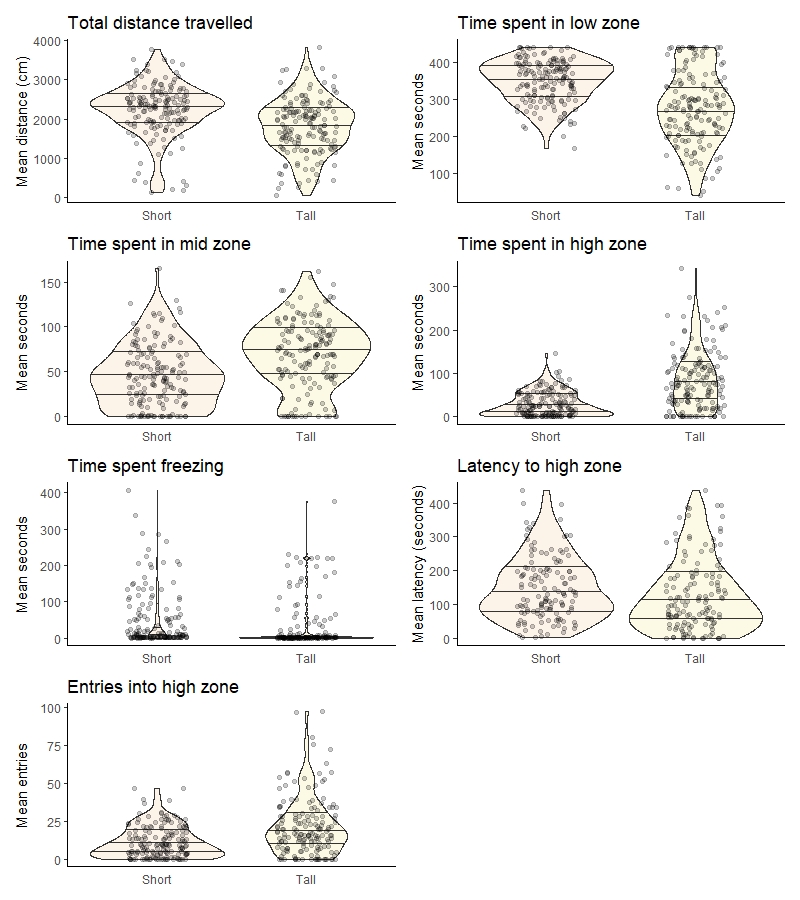 Total distance travelled
Mean distance (cm)
4000
3000
2000
1000
0
Short
Tall
Time spent in low zone
Mean seconds
400
300
200
100
Short
Tall
Time spent in mid zone
Mean seconds
150
100
50
0
Short
Tall
Time spent in high zone
Mean seconds
300
200
100
0
Short
Tall
Time spent freezing
Mean seconds
400
300
200
100
0
Short
Tall
Latency to high zone
Mean latency (seconds)
400
300
200
100
0
Short
Tall
Entries into high zone
Mean entries
100
75
50
25
0
Short
Tall